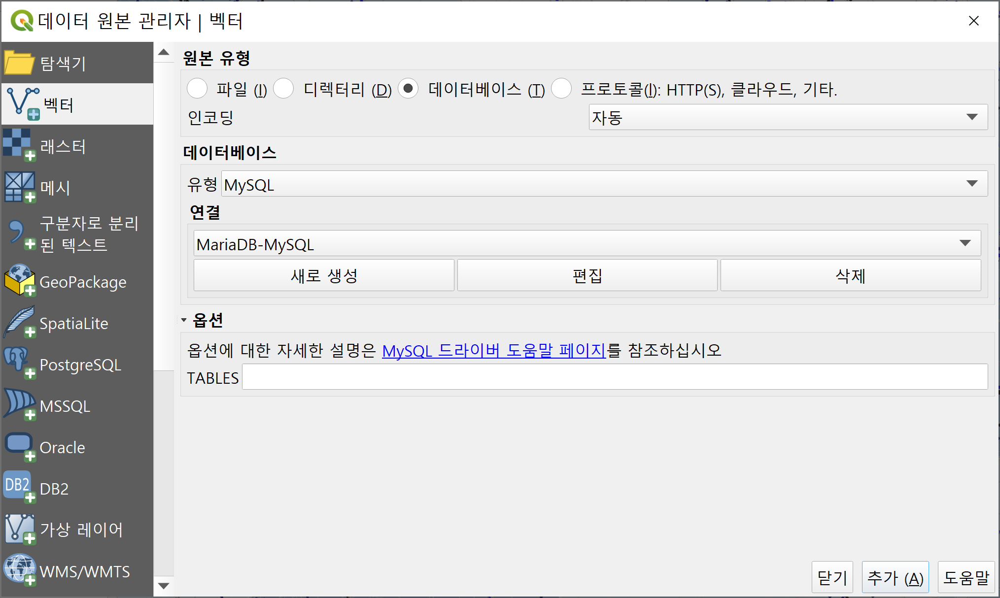 데이터 원본 관리자 | 벡터
탐색기
벡터
래스터
메시
구분자로 분리
된 텍스트
GeoPackage
SpatiaLite
PostgreSQL
MSSQL
Oracle
DB2
DB2
가상 레이어
WMS/WMTS
원본 유형
파일 (I) 디렉터리 (D) 데이터베이스 (T) 프로토콜(I): HTTP(S), 클라우드, 기타.
인코딩 자동
데이터베이스
유형 MySQL
연결
MariaDB-MySQL
새로 생성 편집 삭제
옵션
옵션에 대한 자세한 설명은 MySQL 드라이버 도움말 페이지를 참조하십시오
TABLES
닫기 추가 (A) 도움말